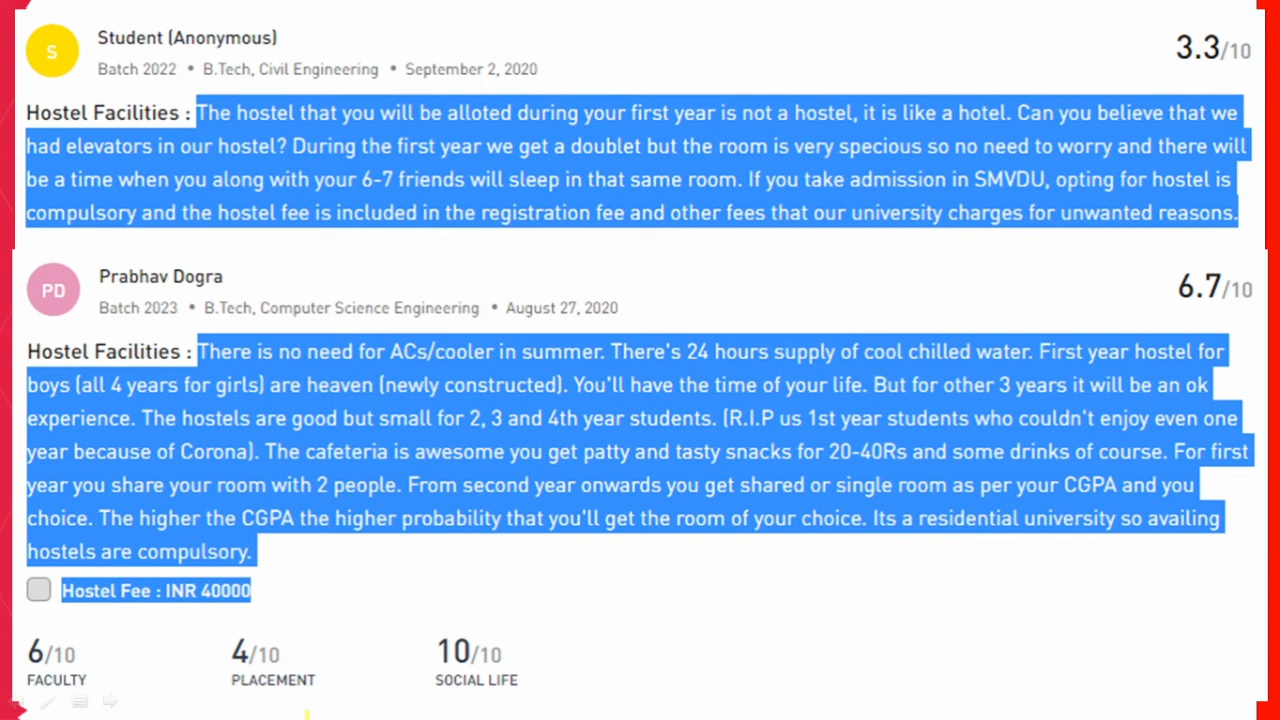 S
Student (Anonymous)
3.3/10
Batch 2022 • B.Tech, Civil Engineering • September 2, 2020
Hostel Facilities : The hostel that you will be alloted during your first year is not a hostel, it is like a hotel. Can you believe that we
had elevators in our hostel? During the first year we get a doublet but the room is very specious so no need to worry and there will
be a time when you along with your 6-7 friends will sleep in that same room. If you take admission in SMVDU, opting for hostel is
compulsory and the hostel fee is included in the registration fee and other fees that our university charges for unwanted reasons.
PD
Prabhav Dogra
6.7/10
Batch 2023 • B.Tech, Computer Science Engineering • August 27, 2020
Hostel Facilities : There is no need for ACs/cooler in summer. There's 24 hours supply of cool chilled water. First year hostel for
boys (all 4 years for girls) are heaven (newly constructed). You'll have the time of your life. But for other 3 years it will be an ok
experience. The hostels are good but small for 2, 3 and 4th year students. (R.I.P us 1st year students who couldn't enjoy even one
year because of Corona). The cafeteria is awesome you get patty and tasty snacks for 20-40Rs and some drinks of course. For first
year you share your room with 2 people. From second year onwards you get shared or single room as per your CGPA and you
choice. The higher the CGPA the higher probability that you'll get the room of your choice. Its a residential university so availing
hostels are compulsory.
Hostel Fee : INR 40000
6/10 4/10 10/10
FACULTY PLACEMENT SOCIAL LIFE